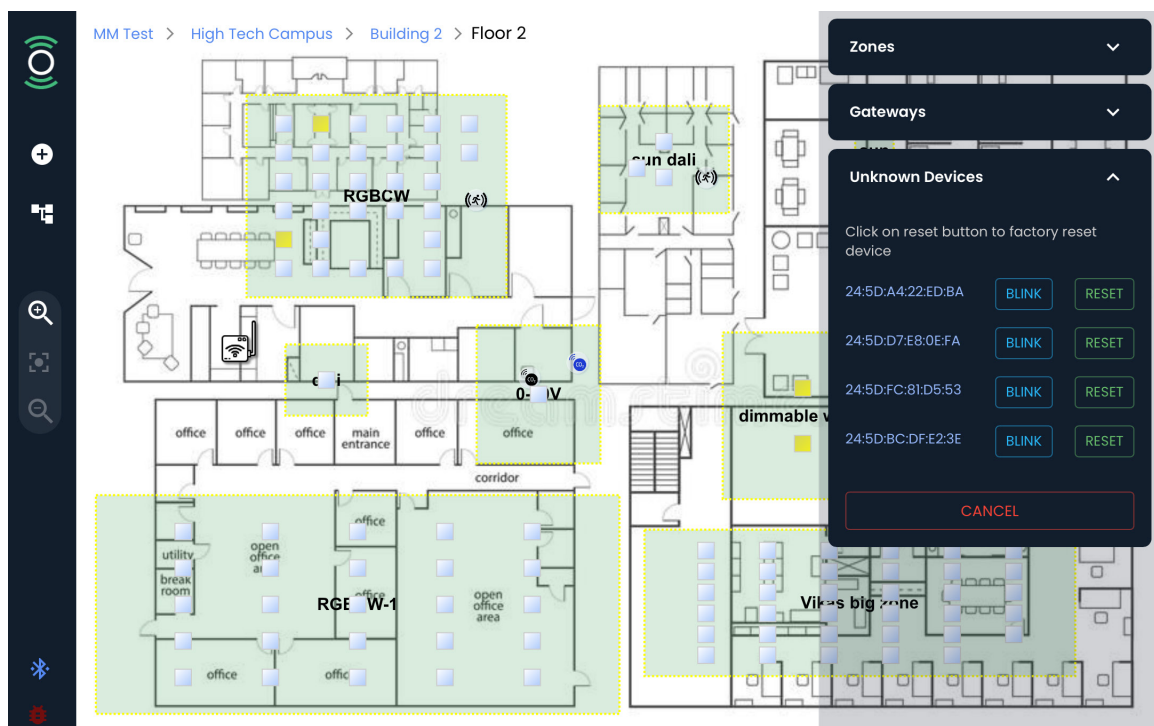 MM Test > High Tech Campus > Building 2 > Floor 2
Zones
Gateways
Unknown Devices
Click on reset button to factory reset
device
24:5D:A4:22:ED:BA BLINK RESET
24:5D:D7:E8:0E:FA BLINK RESET
24:5D:FC:81:D5:53 BLINK RESET
24:5D:BC:DF:E2:3E BLINK RESET
CANCEL
RGBCW
sun dali
CO₂
CO₂
dimmable
office
office
office
main
entrance
office
office
corridor
office
utility
open
office
break
room
office
open
office
area
Vikas big zone
office